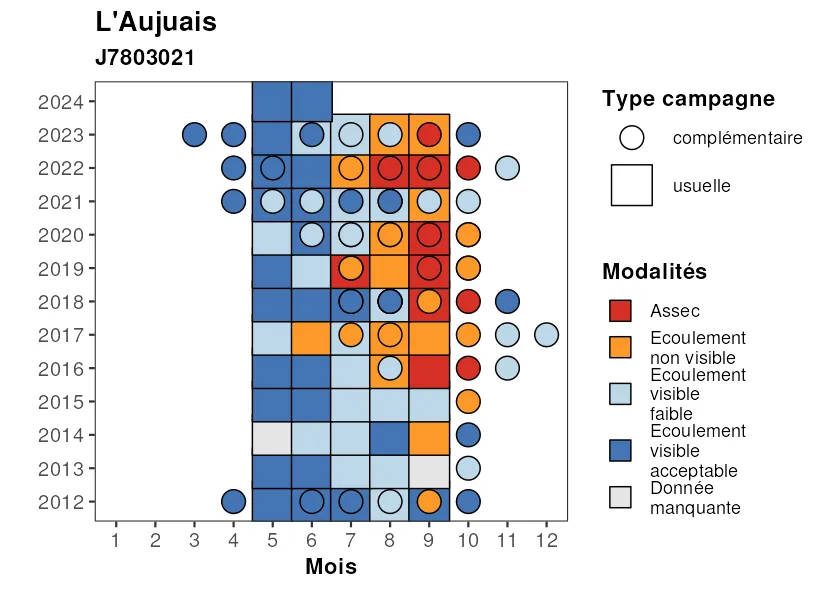 L'Aujuais
J7803021
2024
2023
2022
2021
2020
2019
2018
2017
2016
2015
2014
2013
2012
1 2 3 4 5 6 7 8 9 10 11 12
Mois
Type campagne
complémentaire
usuelle
Modalités
Assec
Ecoulement
non visible
Ecoulement
visible
faible
Ecoulement
visible
acceptable
Donnée
manquante